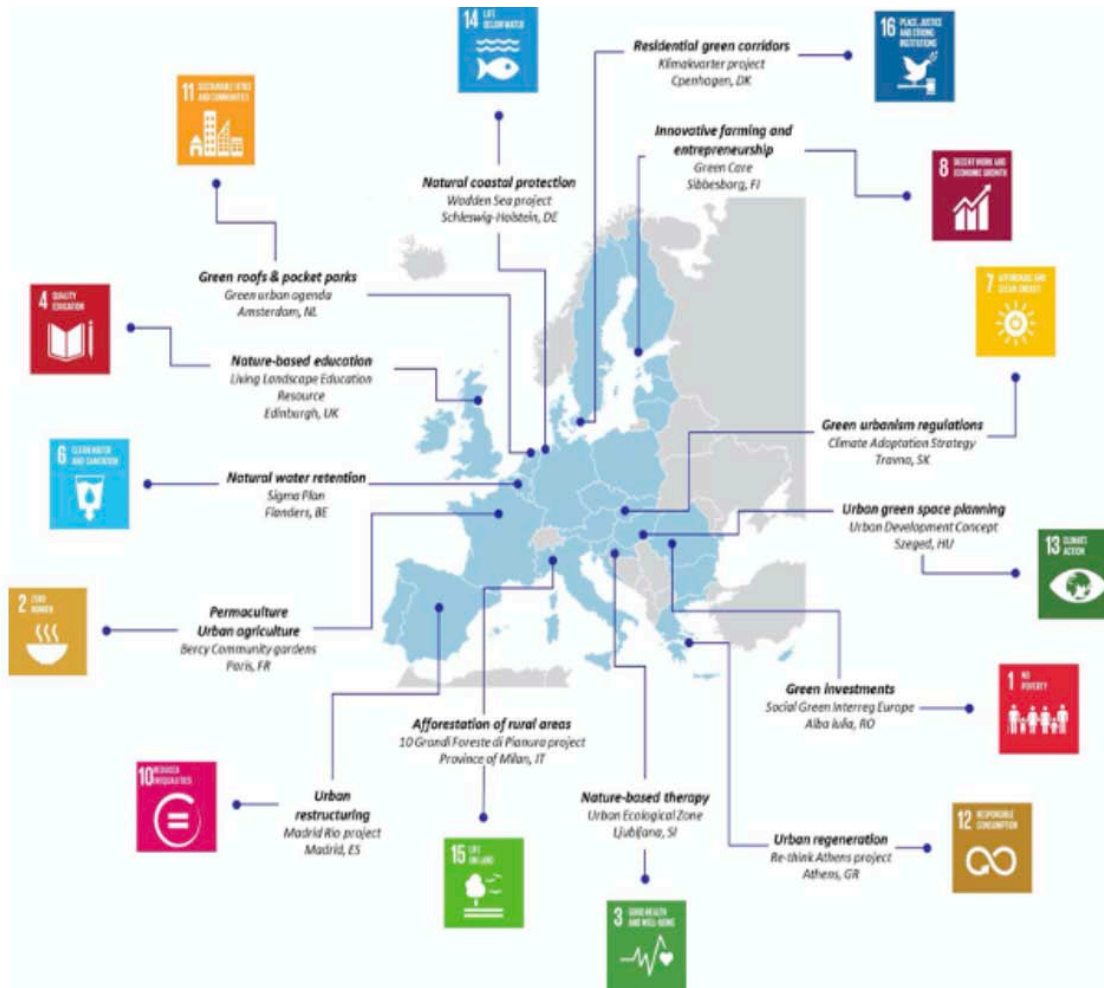 14 LIFE
BELOW WATER
16 PEACE, JUSTICE
AND STRONG
INSTITUTIONS
Residential green corridors
Klimakvarter project
Cpenhagen, DK
11 SUSTAINABLE CITIES
AND COMMUNITIES
Innovative farming and
entrepreneurship
Green Care
Sibbesborg, FI
8 DECENT WORK AND
ECONOMIC GROWTH
Natural coastal protection
Wadden Sea project
Schleswig-Holstein, DE
Green roofs & pocket parks
Green urban agenda
Amsterdam, NL
4 QUALITY
EDUCATION
7 AFFORDABLE AND
CLEAN ENERGY
Nature-based education
Living Landscape Education
Resource
Edinburgh, UK
Green urbanism regulations
Climate Adaptation Strategy
Travna, SK
6 CLEAN WATER
AND SANITATION
Natural water retention
Sigma Plan
Flanders, BE
Urban green space planning
Urban Development Concept
Szeged, HU
13 CLIMATE
ACTION
2 ZERO
HUNGER
Permaculture
Urban agriculture
Bercy Community gardens
Paris, FR
Green investments
Social Green Interreg Europe
Alba Iulia, RO
1 NO
POVERTY
Afforestation of rural areas
10 Grandi Foreste di Pianura project
Province of Milan, IT
10 REDUCED
INEQUALITIES
Urban
restructuring
Madrid Rio project
Madrid, ES
Nature-based therapy
Urban Ecological Zone
Ljubljana, SI
Urban regeneration
Re-think Athens project
Athens, GR
12 RESPONSIBLE
CONSUMPTION
15 LIFE
ON LAND
3 GOOD HEALTH
AND WELL-BEING